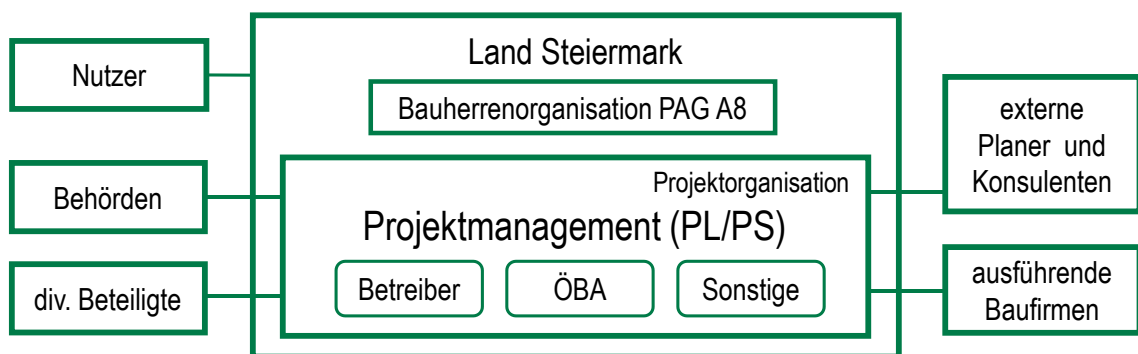 Nutzer
Behörden
div. Beteiligte
Land Steiermark
Bauherrenorganisation PAG A8
Projektorganisation
Projektmanagement (PL/PS)
Betreiber
ÖBA
Sonstige
externe
Planer und
Konsulenten
ausführende
Baufirmen